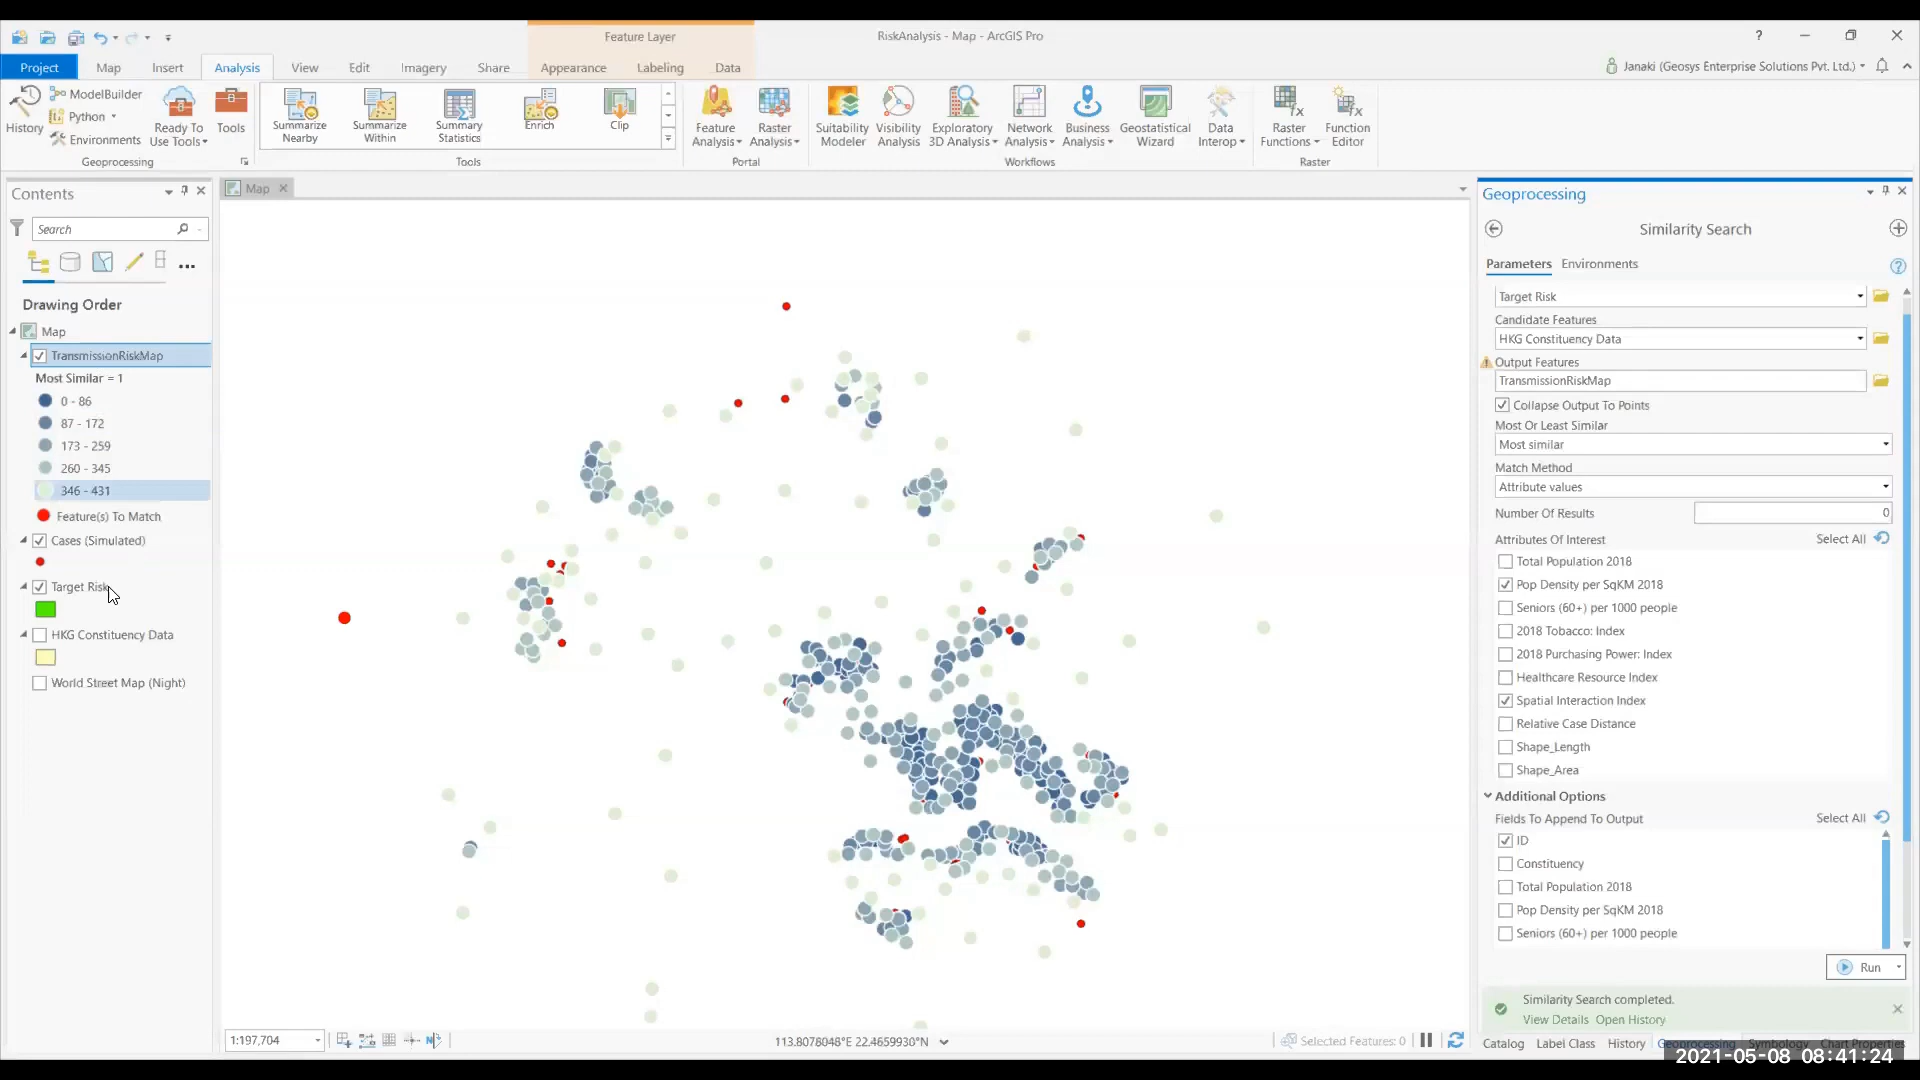 Feature Layer
RiskAnalysis - Map - ArcGIS Pro
Project
Map
Insert
Analysis
View
Edit
Imagery
Share
Appearance
Labeling
Data
Janaki (Geosys Enterprise Solutions Pvt. Ltd.)
History
ModelBuilder
Python
Environments
Ready To
Use Tools
Tools
Geoprocessing
Summarize
Nearby
Summarize
Within
Summary
Statistics
Enrich
Clip
Tools
Feature
Analysis
Raster
Analysis
Portal
Suitability
Modeler
Visibility
Analysis
Exploratory
3D Analysis
Network
Analysis
Business
Analysis
Geostatistical
Wizard
Data
Interop
Workflows
Raster
Functions
Function
Editor
Raster
Contents
Search
Drawing Order
Map
TransmissionRiskMap
Most Similar = 1
0 - 86
87 - 172
173 - 259
260 - 345
346 - 431
Feature(s) To Match
Cases (Simulated)
Target Risk
HKG Constituency Data
World Street Map (Night)
Map
1:197,704
113.8078048°E 22.4659930°N
Selected Features: 0
Geoprocessing
Similarity Search
Parameters
Environments
Target Risk
Candidate Features
HKG Constituency Data
Output Features
TransmissionRiskMap
Collapse Output To Points
Most Or Least Similar
Most similar
Match Method
Attribute values
Number Of Results
0
Attributes Of Interest
Select All
Total Population 2018
Pop Density per SqKM 2018
Seniors (60+) per 1000 people
2018 Tobacco: Index
2018 Purchasing Power: Index
Healthcare Resource Index
Spatial Interaction Index
Relative Case Distance
Shape_Length
Shape_Area
Additional Options
Fields To Append To Output
Select All
ID
Constituency
Total Population 2018
Pop Density per SqKM 2018
Seniors (60+) per 1000 people
Run
Similarity Search completed.
View Details Open History
Catalog
Label Class
History
Geoprocessing
Symbology
Chart Properties
2021-05-08 08:41:24